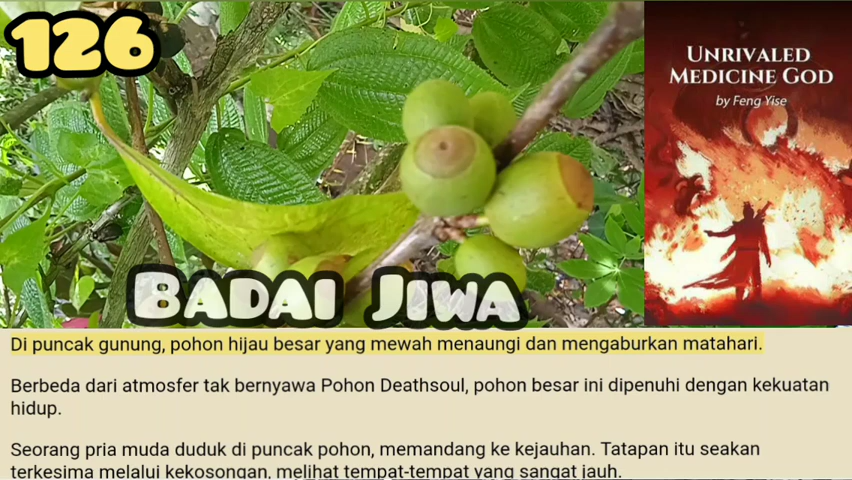 126
UNRIVALED
MEDICINE GOD
by Feng Yise
BADAI JIWA
Di puncak gunung, pohon hijau besar yang mewah menaungi dan mengaburkan matahari.
Berbeda dari atmosfer tak bernyawa Pohon Deathsoul, pohon besar ini dipenuhi dengan kekuatan
hidup.
Seorang pria muda duduk di puncak pohon, memandang ke kejauhan. Tatapan itu seakan
terkesima melalui kekosongan, melihat tempat-tempat yang sangat jauh.